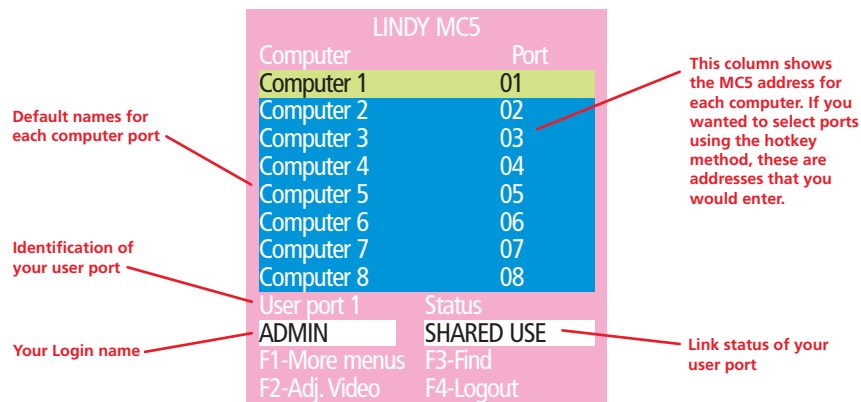 LINDY MC5
Computer Port
Computer 1 01
Computer 2 02
Computer 3 03
Computer 4 04
Computer 5 05
Computer 6 06
Computer 7 07
Computer 8 08
User port 1 Status
ADMIN SHARED USE
F1-More menus F3-Find
F2-Adj. Video F4-Logout
Default names for
each computer port
Identification of
your user port
Your Login name
This column shows
the MC5 address for
each computer. If you
wanted to select ports
using the hotkey
method, these are
addresses that you
would enter.
Link status of your
user port